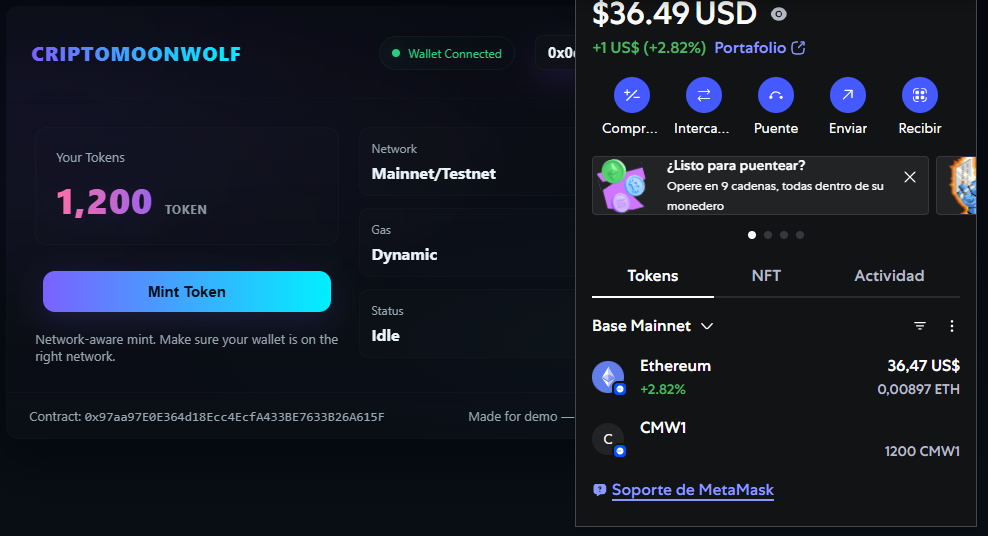 CRIPTOMOONWOLF
Wallet Connected
Your Tokens
1,200 TOKEN
Mint Token
Network-aware mint. Make sure your wallet is on the
right network.
Network
Mainnet/Testnet
Gas
Dynamic
Status
Idle
Contract: 0x97aa97E0E364d18Ecc4EcfA433BE7633B26A615F
Made for demo —
$36.49 USD
+1 US$ (+2.82%) Portafolio
Compr... Interca... Puente Enviar Recibir
¿Listo para puentear?
Opere en 9 cadenas, todas dentro de su
monedero
Tokens NFT Actividad
Base Mainnet
Ethereum 36,47 US$
+2.82% 0,00897 ETH
C CMW1
1200 CMW1
Soporte de MetaMask